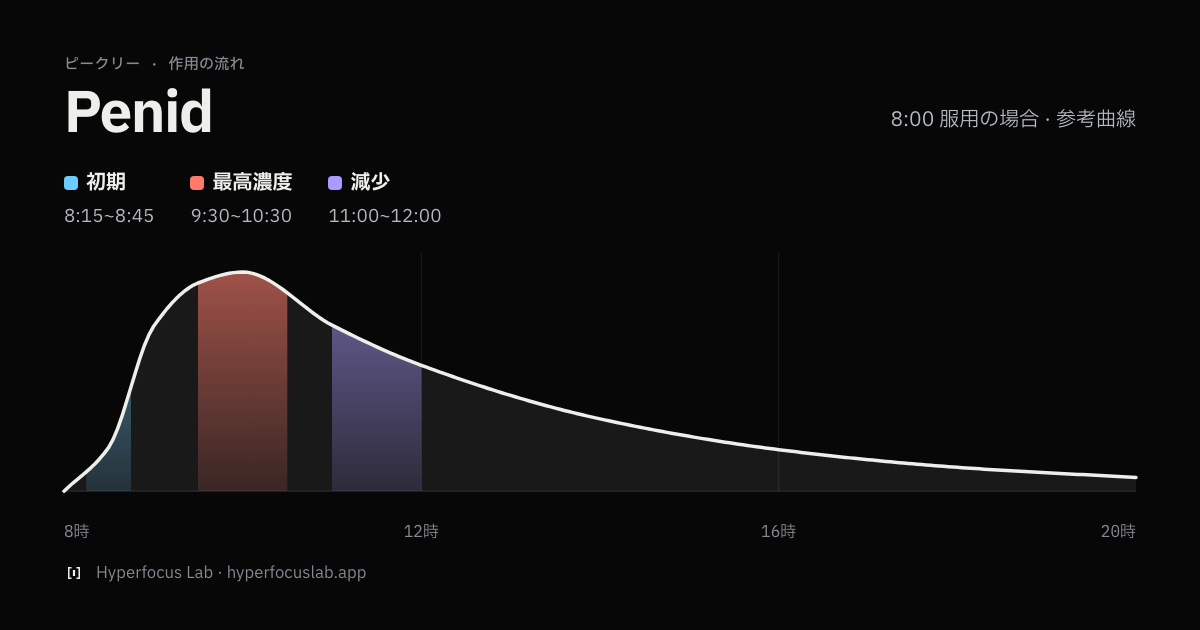 ピークリー · 作用の流れ
Penid
8:00 服用の場合 · 参考曲線
初期
8:15~8:45
最高濃度
9:30~10:30
減少
11:00~12:00
8時
12時
16時
20時
Hyperfocus Lab · hyperfocuslab.app